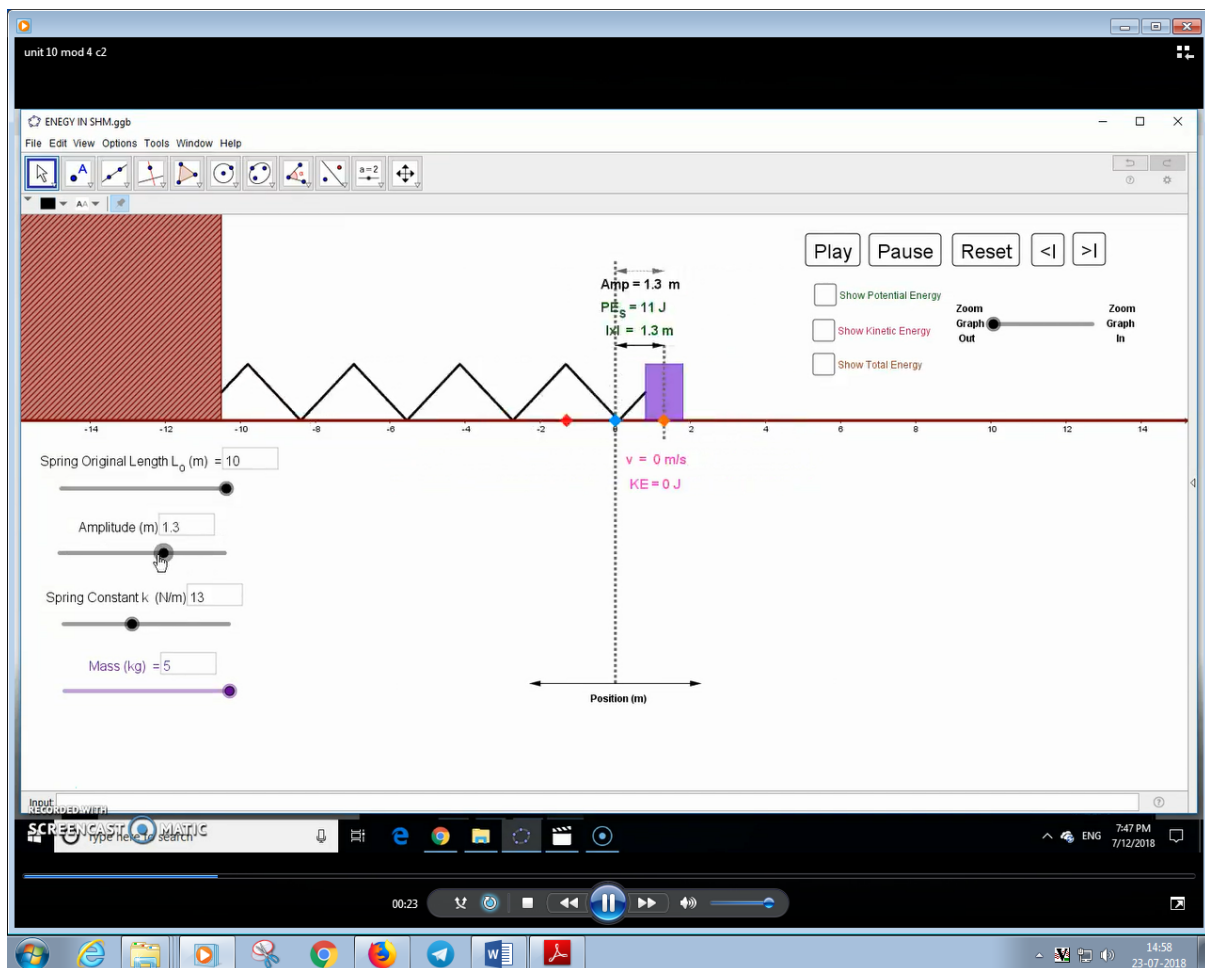 unit 10 mod 4 c2
ENEGY IN SHM.ggb
File Edit View Options Tools Window Help
a=2
AA
Play Pause Reset <I >I
Show Potential Energy
Show Kinetic Energy
Show Total Energy
Zoom Graph Out
Zoom Graph In
Amp = 1.3 m
PEs = 11 J
IxI = 1.3 m
-14 -12 -10 -8 -6 -4 -2 0 2 4 6 8 10 12 14
Spring Original Length Lo (m) = 10
v = 0 m/s
KE = 0 J
Amplitude (m) 1.3
Spring Constant k (N/m) 13
Mass (kg) = 5
Position (m)
Input:
RECORDED WITH
SCREENCAST MATIC
Type here to search
ENG
7:47 PM
7/12/2018
00:23
14:58
23-07-2018